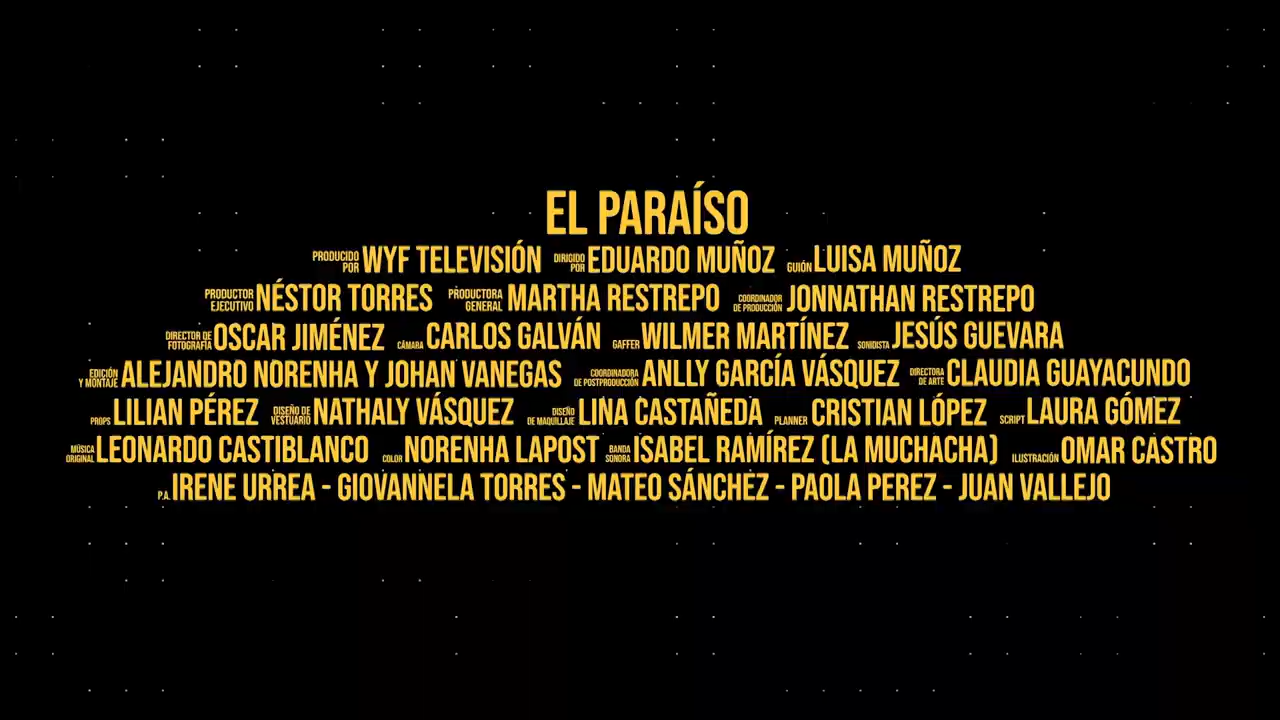 EL PARAÍSO
PRODUCIDO POR WYF TELEVISIÓN DIRIGIDO POR EDUARDO MUÑOZ GUIÓN LUISA MUÑOZ
PRODUCTOR EJECUTIVO NÉSTOR TORRES PRODUCTORA GENERAL MARTHA RESTREPO COORDINADOR DE PRODUCCIÓN JONNATHAN RESTREPO
DIRECTOR DE FOTOGRAFÍA OSCAR JIMÉNEZ CÁMARA CARLOS GALVÁN GAFFER WILMER MARTÍNEZ SONIDISTA JESÚS GUEVARA
EDICIÓN Y MONTAJE ALEJANDRO NORENHA Y JOHAN VANEGAS COORDINADORA DE POSTPRODUCCIÓN ANLLY GARCÍA VÁSQUEZ DIRECTORA DE ARTE CLAUDIA GUAYACUNDO
PROPS LILIAN PÉREZ DISEÑO DE VESTUARIO NATHALY VÁSQUEZ DISEÑO DE MAQUILLAJE LINA CASTAÑEDA PLANNER CRISTIAN LÓPEZ SCRIPT LAURA GÓMEZ
MÚSICA ORIGINAL LEONARDO CASTIBLANCO COLOR NORENHA LAPOST BANDA SONORA ISABEL RAMÍREZ (LA MUCHACHA) ILUSTRACIÓN OMAR CASTRO
P.A. IRENE URREA - GIOVANNELA TORRES - MATEO SÁNCHEZ - PAOLA PEREZ - JUAN VALLEJO